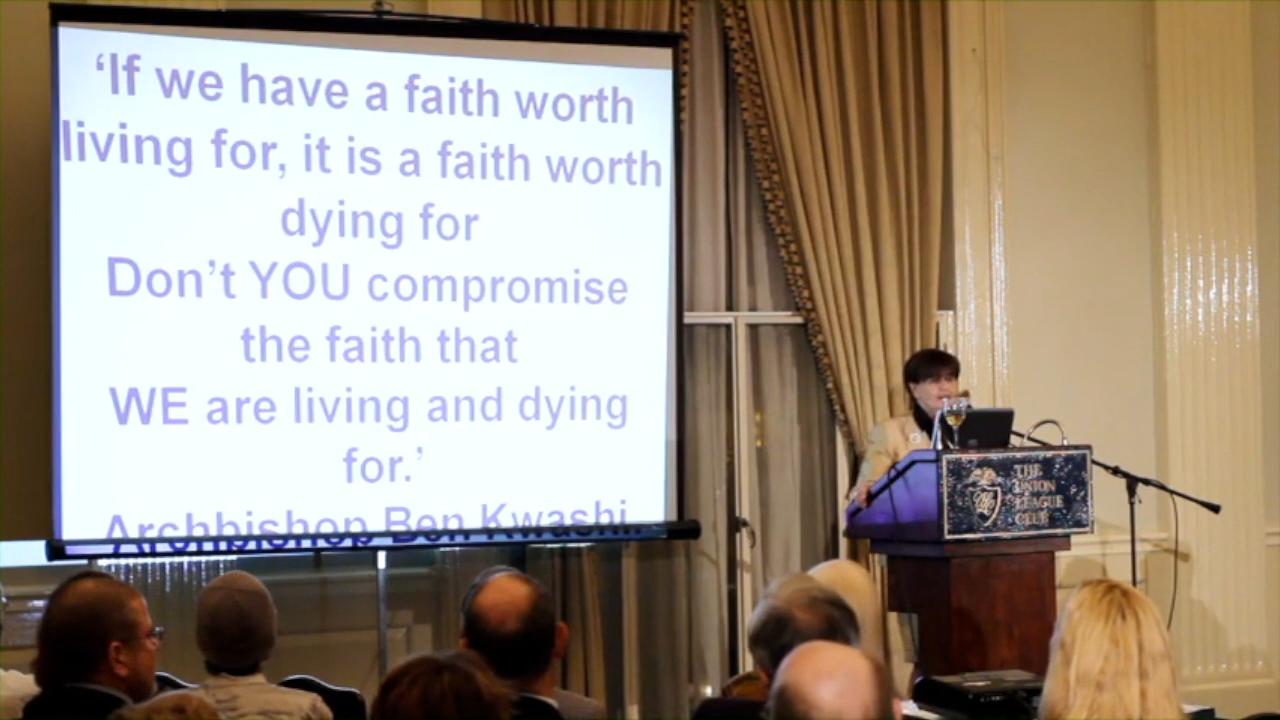 ‘If we have a faith worth
living for, it is a faith worth
dying for
Don’t YOU compromise
the faith that
WE are living and dying
for.’
Archbishop Ben Kwashi..
THE
UNION
LEAGUE
CLUB